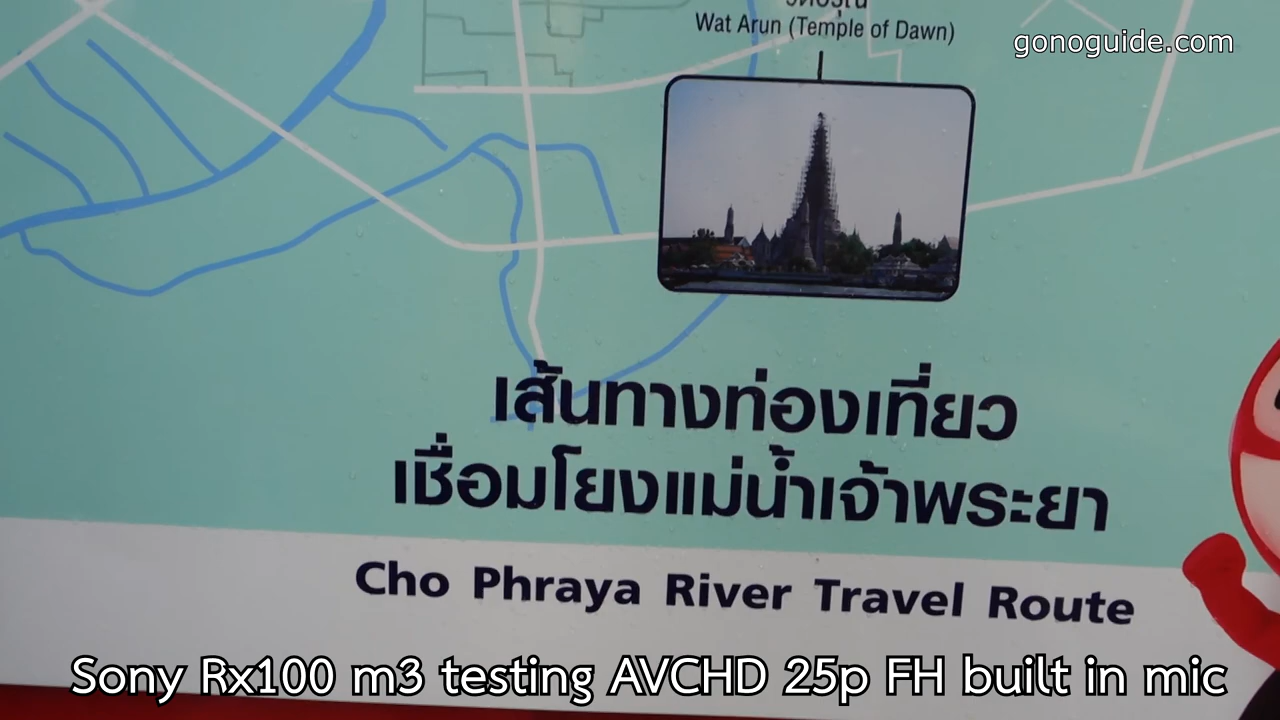 Wat Arun (Temple of Dawn)
gonoguide.com
เส้นทางท่องเที่ยว
เชื่อมโยงแม่น้ำเจ้าพระยา
Cho Phraya River Travel Route
Sony Rx100 m3 testing AVCHD 25p FH built in mic